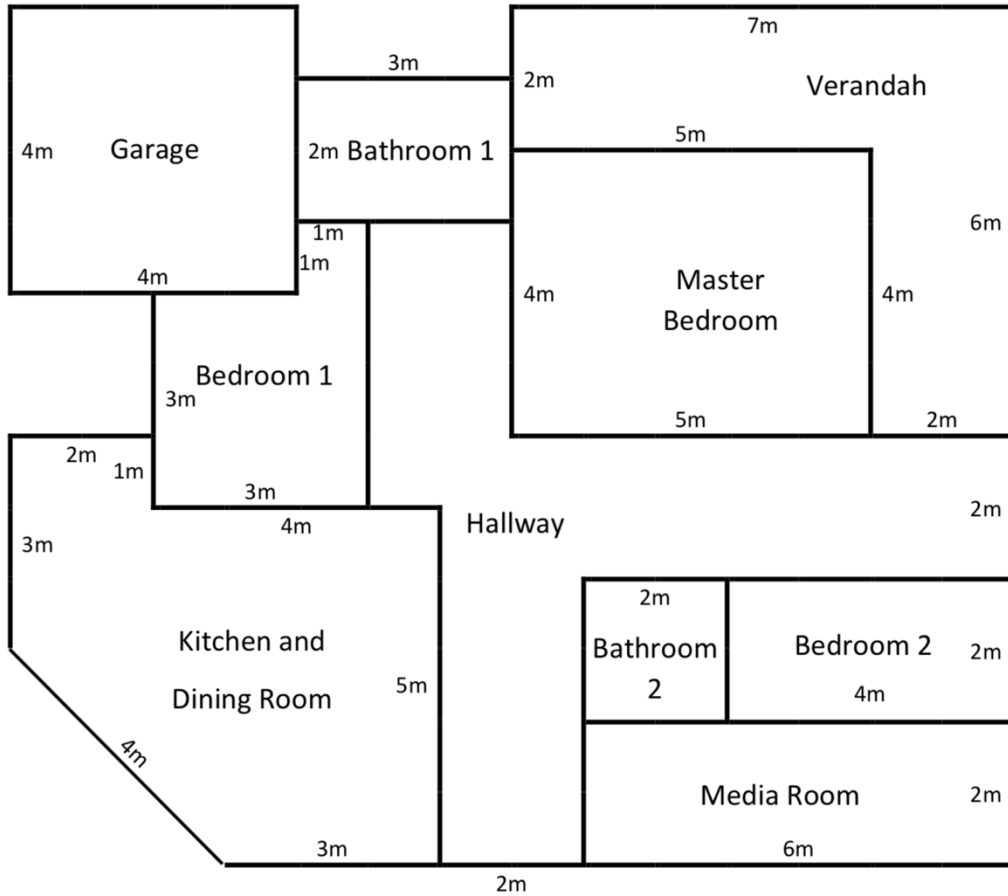 7m
3m
2m
Verandah
5m
4m
Garage
2m
Bathroom 1
6m
1m
1m
4m
Master
Bedroom
4m
4m
Bedroom 1
3m
5m
2m
2m
1m
3m
4m
Hallway
2m
3m
2m
Kitchen and
Dining Room
Bathroom
2
Bedroom 2
2m
4m
5m
4m
Media Room
2m
3m
6m
2m